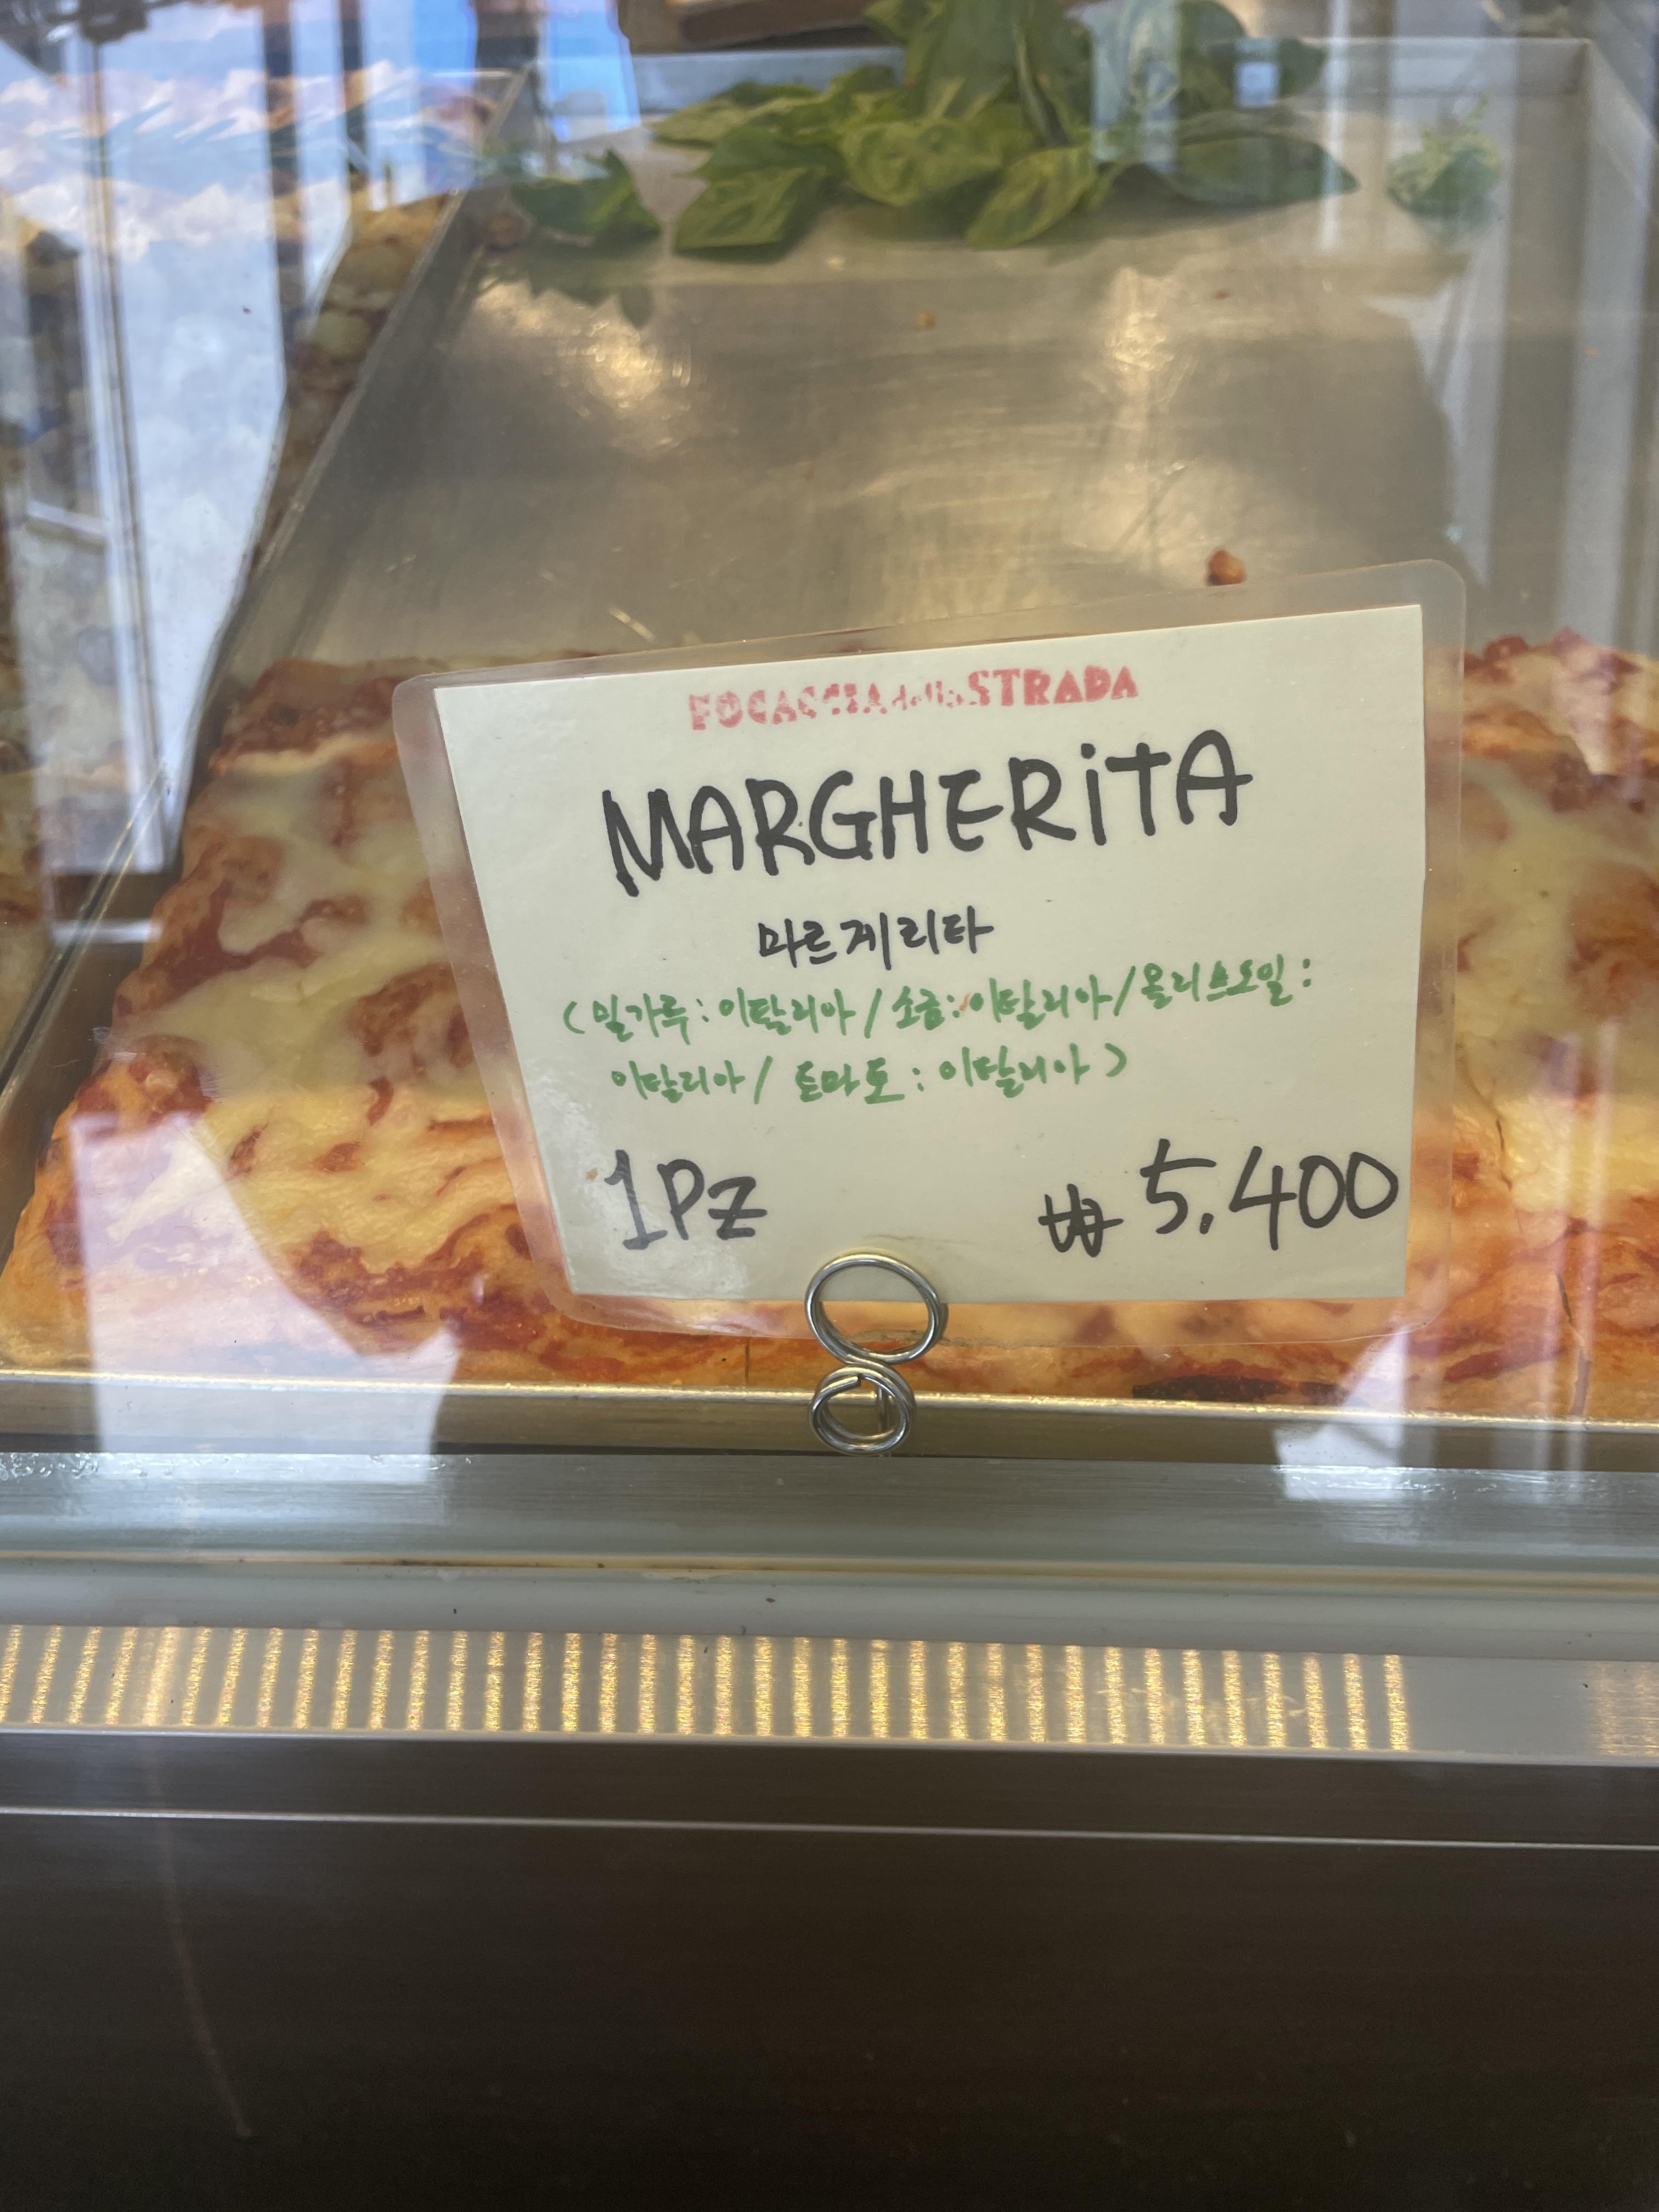 FOCACCIA della STRADA
MARGHERiTA
마르게리타
(밀가루:이탈리아/소금:이탈리아/올리브오일:
이탈리아/토마토:이탈리아)
1PZ ₩5,400